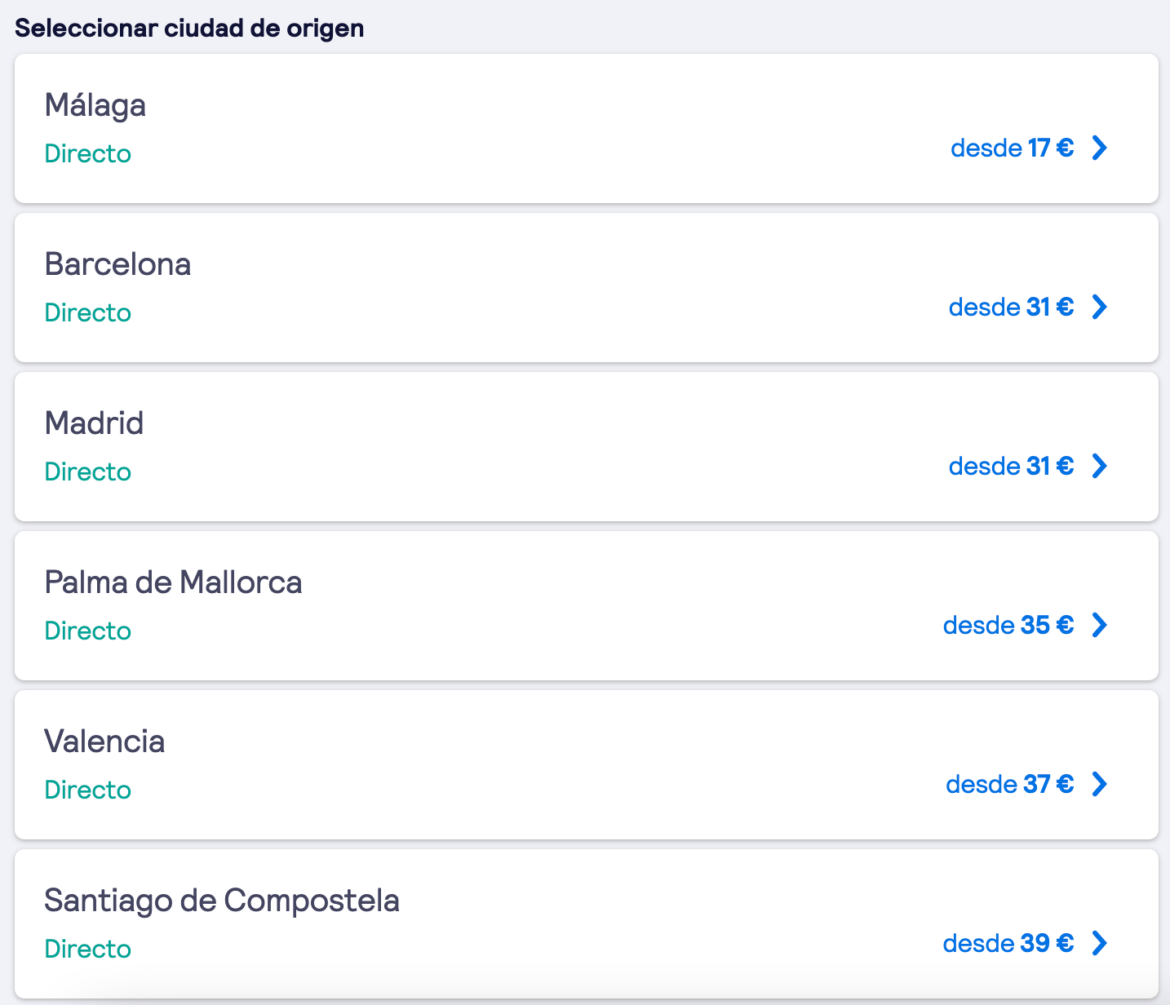 Seleccionar ciudad de origen
Málaga
Directo
desde 17 €
Barcelona
Directo
desde 31 €
Madrid
Directo
desde 31 €
Palma de Mallorca
Directo
desde 35 €
Valencia
Directo
desde 37 €
Santiago de Compostela
Directo
desde 39 €